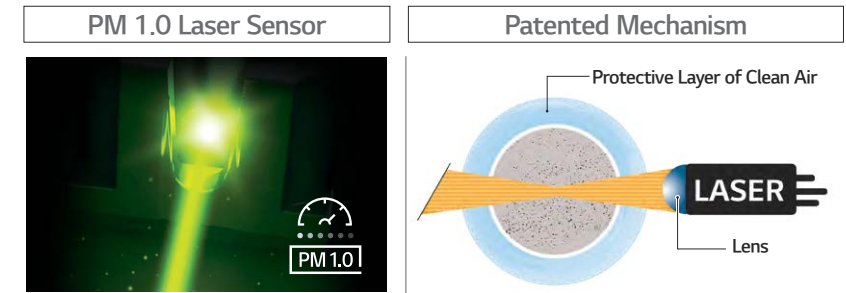 PM 1.0 Laser Sensor
Patented Mechanism
Protective Layer of Clean Air
LASER
Lens
PM 1.0